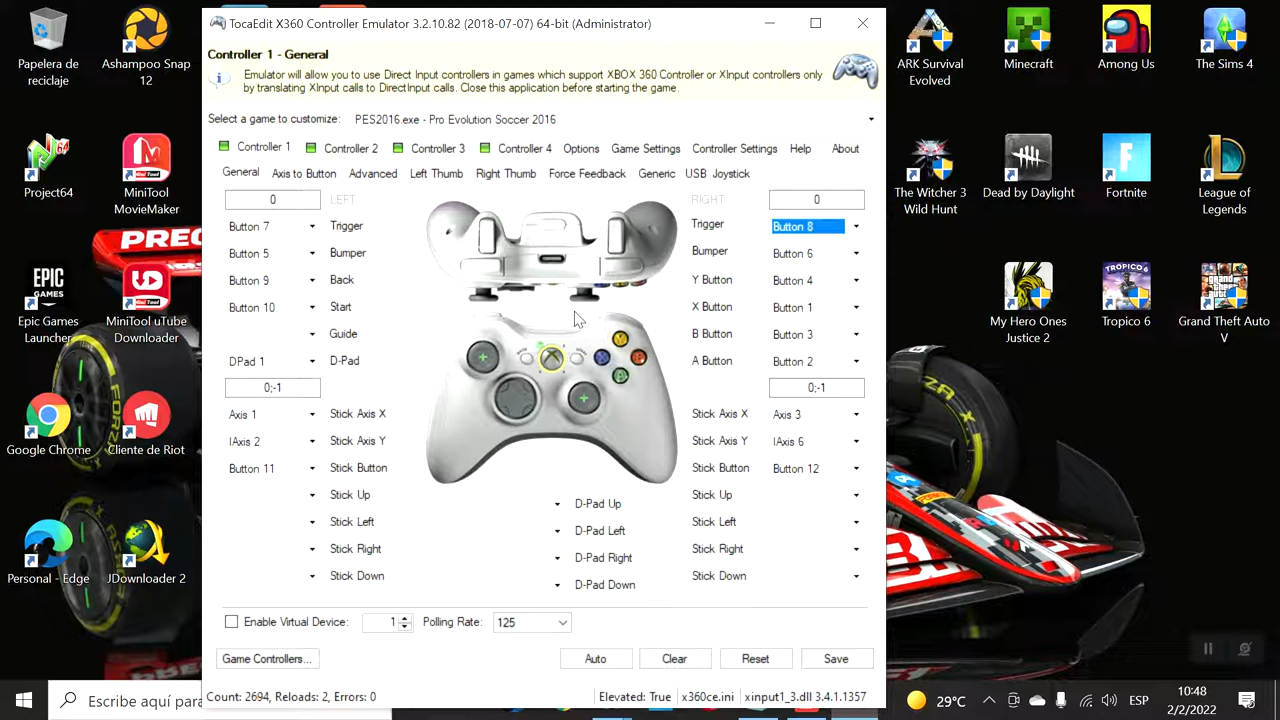 TocaEdit X360 Controller Emulator 3.2.10.82 (2018-07-07) 64-bit (Administrator)
Controller 1 - General
Emulator will allow you to use Direct Input controllers in games which support XBOX 360 Controller or XInput controllers only
by translating XInput calls to DirectInput calls. Close this application before starting the game.
Select a game to customize: PES2016.exe - Pro Evolution Soccer 2016
Controller 1 Controller 2 Controller 3 Controller 4 Options Game Settings Controller Settings Help About
General Axis to Button Advanced Left Thumb Right Thumb Force Feedback Generic USB Joystick
0 LEFT RIGHT 0
Button 7 Trigger Trigger Button 8
Button 5 Bumper Bumper Button 6
Button 9 Back Y Button Button 4
Button 10 Start X Button Button 1
Guide B Button Button 3
DPad 1 D-Pad A Button Button 2
0;-1 0;-1
Axis 1 Stick Axis X Stick Axis X Axis 3
IAxis 2 Stick Axis Y Stick Axis Y IAxis 6
Button 11 Stick Button Stick Button Button 12
Stick Up Stick Up
D-Pad Up
Stick Left Stick Left
D-Pad Left
Stick Right Stick Right
D-Pad Right
Stick Down Stick Down
D-Pad Down
Enable Virtual Device: 1 Polling Rate: 125
Game Controllers... Auto Clear Reset Save
Count: 2694, Reloads: 2, Errors: 0 Elevated: True x360ce.ini xinput1_3.dll 3.4.1.1357
Y
X
B
A
Papelera de
reciclaje
Ashampoo Snap
12
Project64
MiniTool
MovieMaker
PREC
EPIC
GAMES
Epic Games
Launcher
MiniTool uTube
Downloader
Google Chrome
Cliente de Riot
Personal - Edge
JDownloader 2
ARK Survival
Evolved
Minecraft
Among Us
The Sims 4
The Witcher 3
Wild Hunt
Dead by Daylight
Fortnite
League of
Legends
My Hero Ones
Justice 2
Tropico 6
Grand Theft Auto
V
Escribe aquí para
29°C
ESP
10:48
2/2/2022